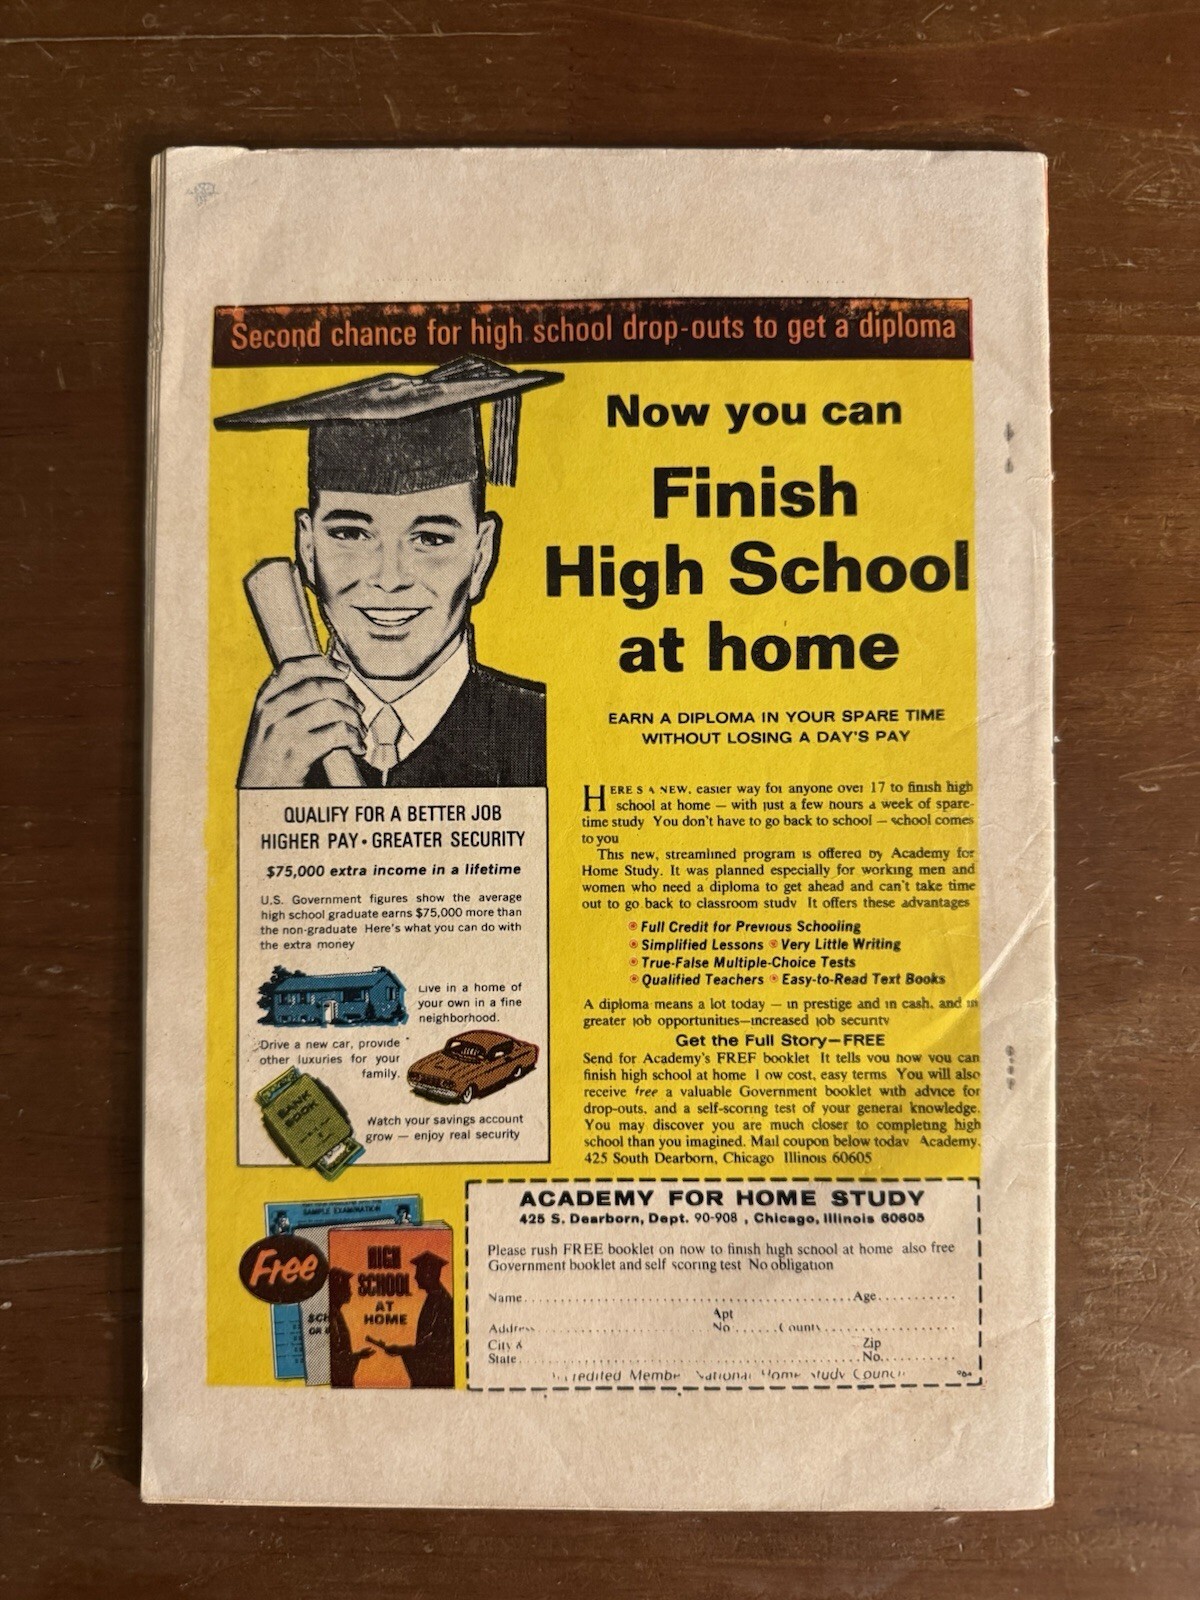 Second chance for high school drop-outs to get a diploma
Now you can
Finish
High School
at home
EARN A DIPLOMA IN YOUR SPARE TIME
WITHOUT LOSING A DAY'S PAY
HERE S A NEW, easier way for anyone over 17 to finish high
school at home — with just a few hours a week of spare-
time study You don't have to go back to school — school comes
to you
This new, streamlined program is offered by Academy for
Home Study. It was planned especially for working men and
women who need a diploma to get ahead and can't take time
out to go back to classroom study It offers these advantages
Full Credit for Previous Schooling
Simplified Lessons Very Little Writing
True-False Multiple-Choice Tests
Qualified Teachers Easy-to-Read Text Books
A diploma means a lot today — in prestige and in cash, and in
greater job opportunities—increased job security
Get the Full Story—FREE
Send for Academy's FREE booklet It tells you how you can
finish high school at home Low cost, easy terms You will also
receive free a valuable Government booklet with advice for
drop-outs, and a self-scoring test of your general knowledge.
You may discover you are much closer to completing high
school than you imagined. Mail coupon below today Academy.
425 South Dearborn, Chicago Illinois 60605
QUALIFY FOR A BETTER JOB
HIGHER PAY • GREATER SECURITY
$75,000 extra income in a lifetime
U.S. Government figures show the average
high school graduate earns $75,000 more than
the non-graduate Here's what you can do with
the extra money
Live in a home of
your own in a fine
neighborhood.
Drive a new car, provide
other luxuries for your
family.
BANK
BOOK
Watch your savings account
grow — enjoy real security
SAMPLE EXAMINATION
Free
HIGH
SCHOOL
AT
HOME
ACADEMY FOR HOME STUDY
425 S. Dearborn, Dept. 90-908 , Chicago, Illinois 60605
Please rush FREE booklet on how to finish high school at home also free
Government booklet and self scoring test No obligation
Name Age
Apt
Address No County
City & Zip
State No.
Accredited Member National Home Study Council